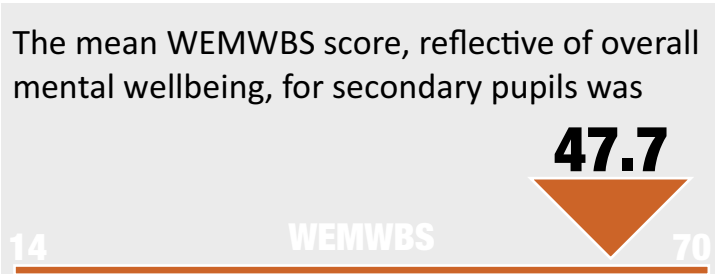 The mean WEMWBS score, reflective of overall
mental wellbeing, for secondary pupils was
47.7
14 WEMWBS 70